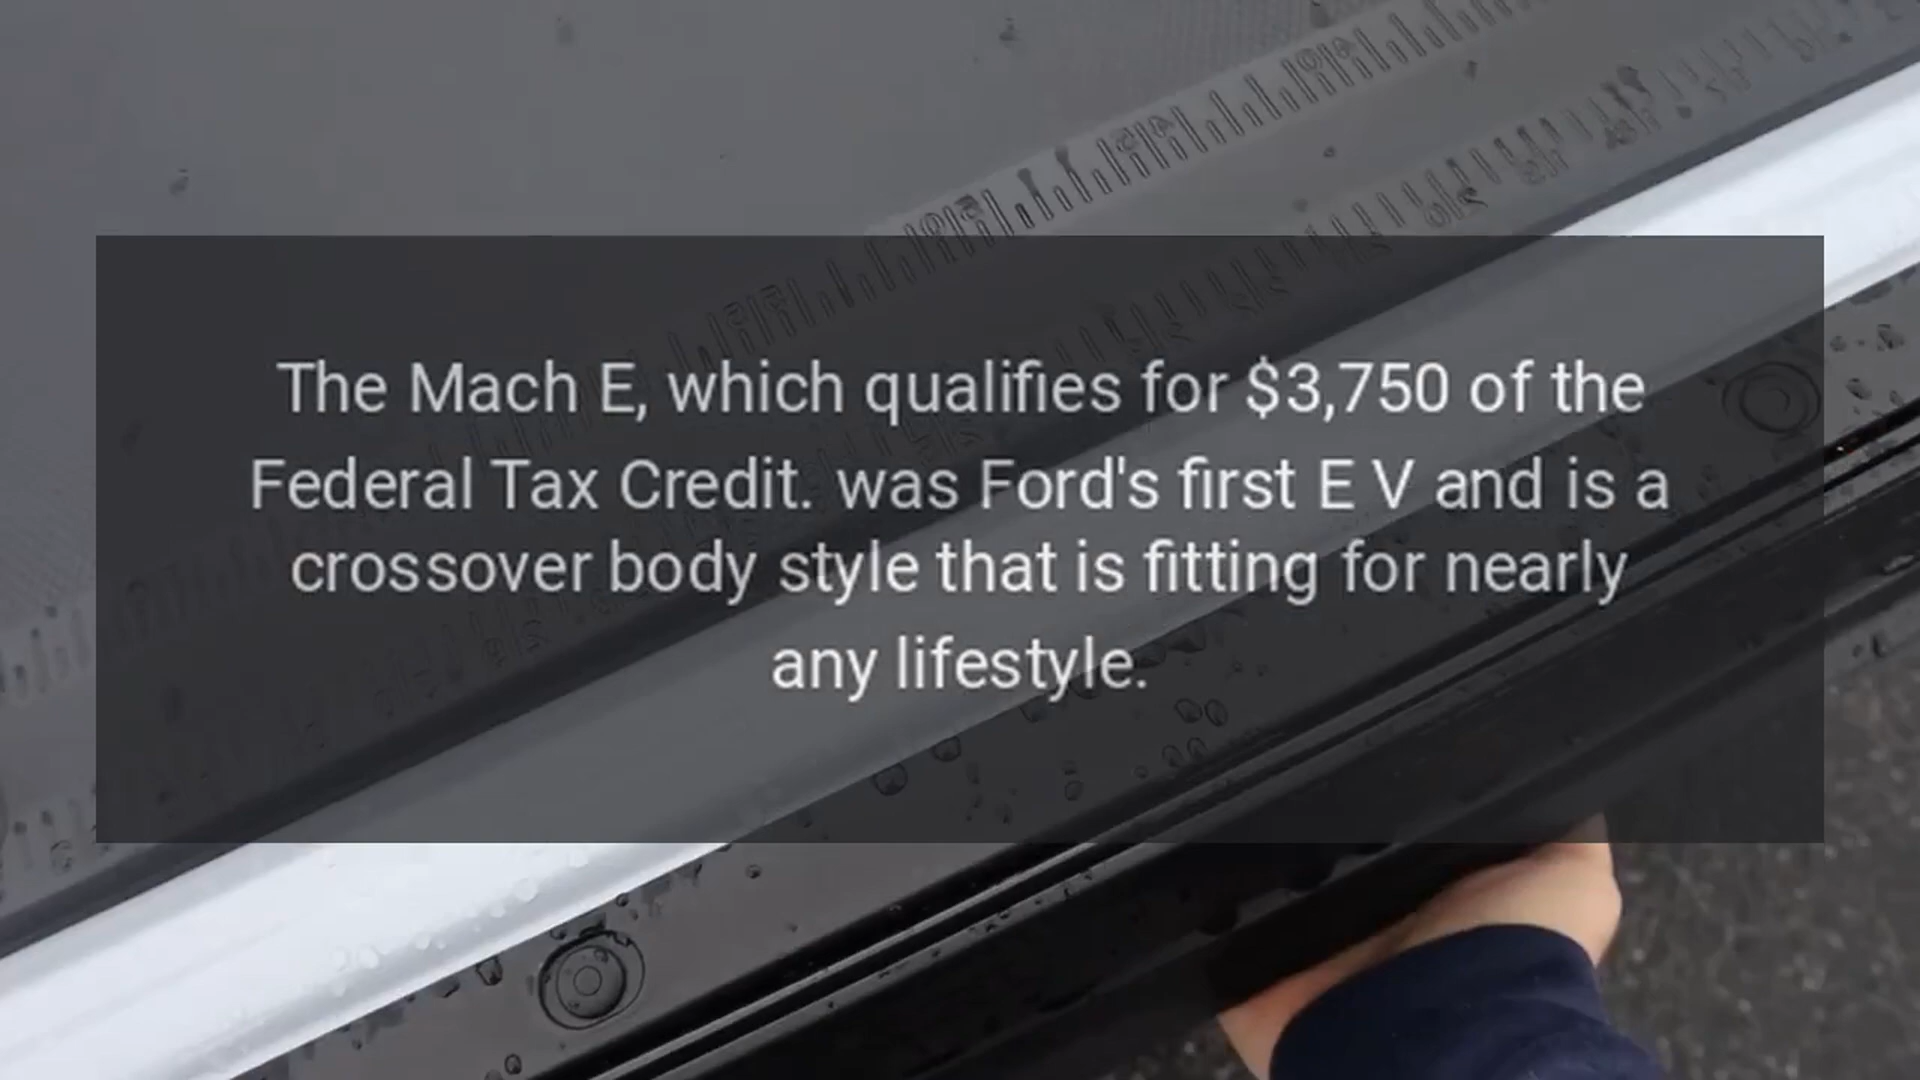 The Mach E, which qualifies for $3,750 of the
Federal Tax Credit. was Ford's first E V and is a
crossover body style that is fitting for nearly
any lifestyle.